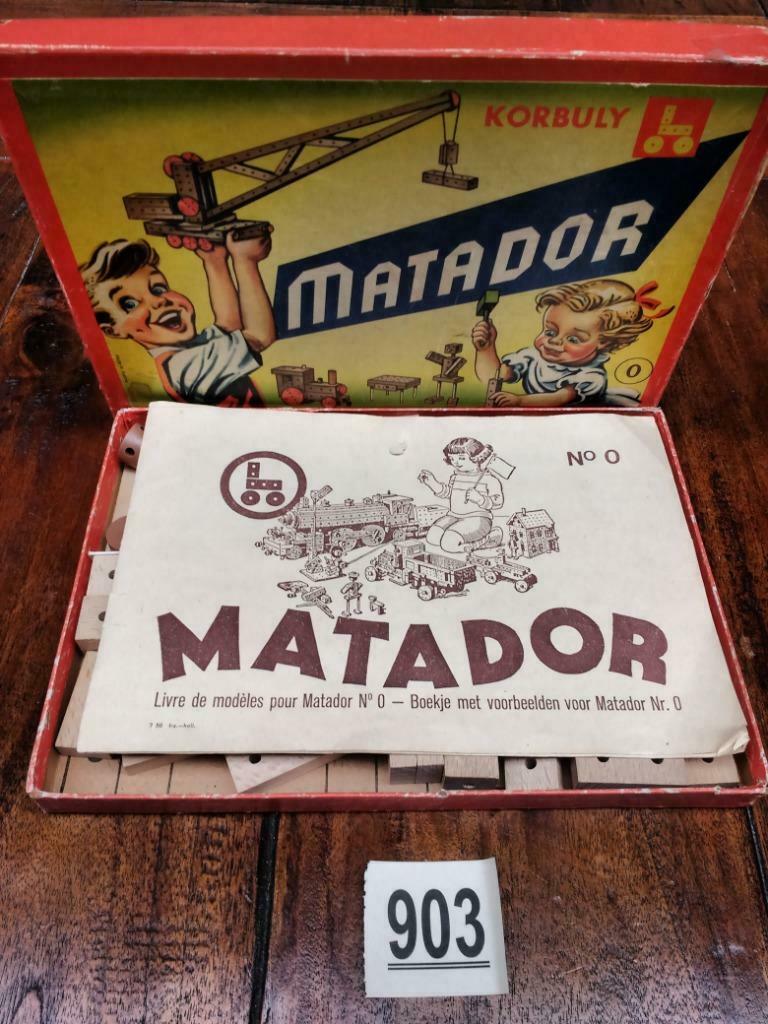 KORBULY
MATADOR
0
Nº 0
MATADOR
Livre de modèles pour Matador Nº 0 — Boekje met voorbeelden voor Matador Nr. 0
903